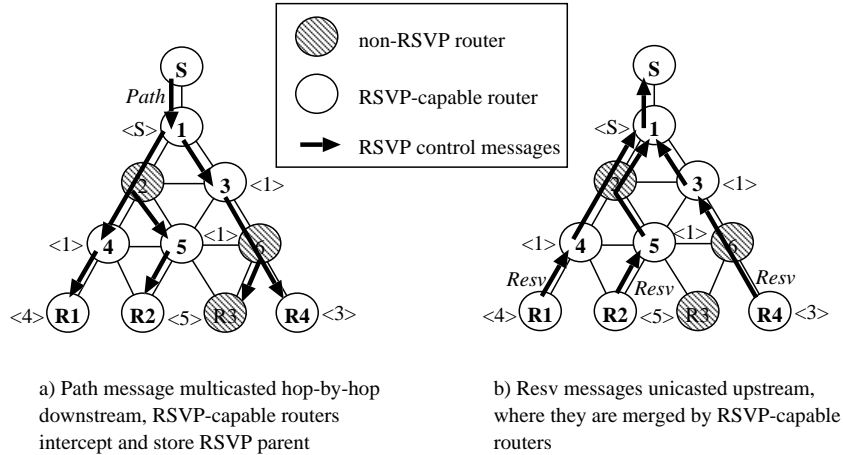 non-RSVP router
RSVP-capable router
RSVP control messages
S
Path
<S> 1
2 3 <1>
<1> 4 5 <1> 6
<4> R1 R2 <5> R3 R4 <3>
a) Path message multicasted hop-by-hop
downstream, RSVP-capable routers
intercept and store RSVP parent
S
<S> 1
2 3 <1>
<1> 4 5 <1> 6
Resv Resv Resv
<4> R1 R2 <5> R3 R4 <3>
b) Resv messages unicasted upstream,
where they are merged by RSVP-capable
routers